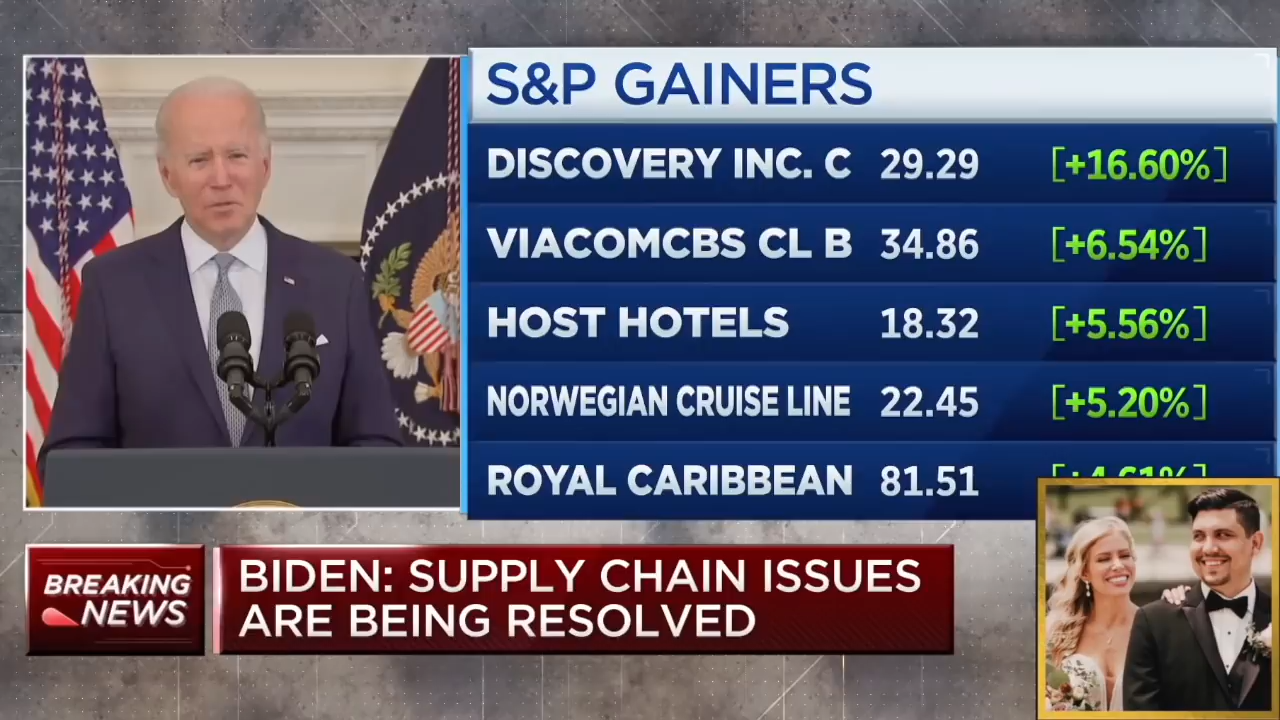 S&P GAINERS
DISCOVERY INC. C 29.29 [+16.60%]
VIACOMCBS CL B 34.86 [+6.54%]
HOST HOTELS 18.32 [+5.56%]
NORWEGIAN CRUISE LINE 22.45 [+5.20%]
ROYAL CARIBBEAN 81.51 [+4.61%]
BREAKING
NEWS
BIDEN: SUPPLY CHAIN ISSUES
ARE BEING RESOLVED